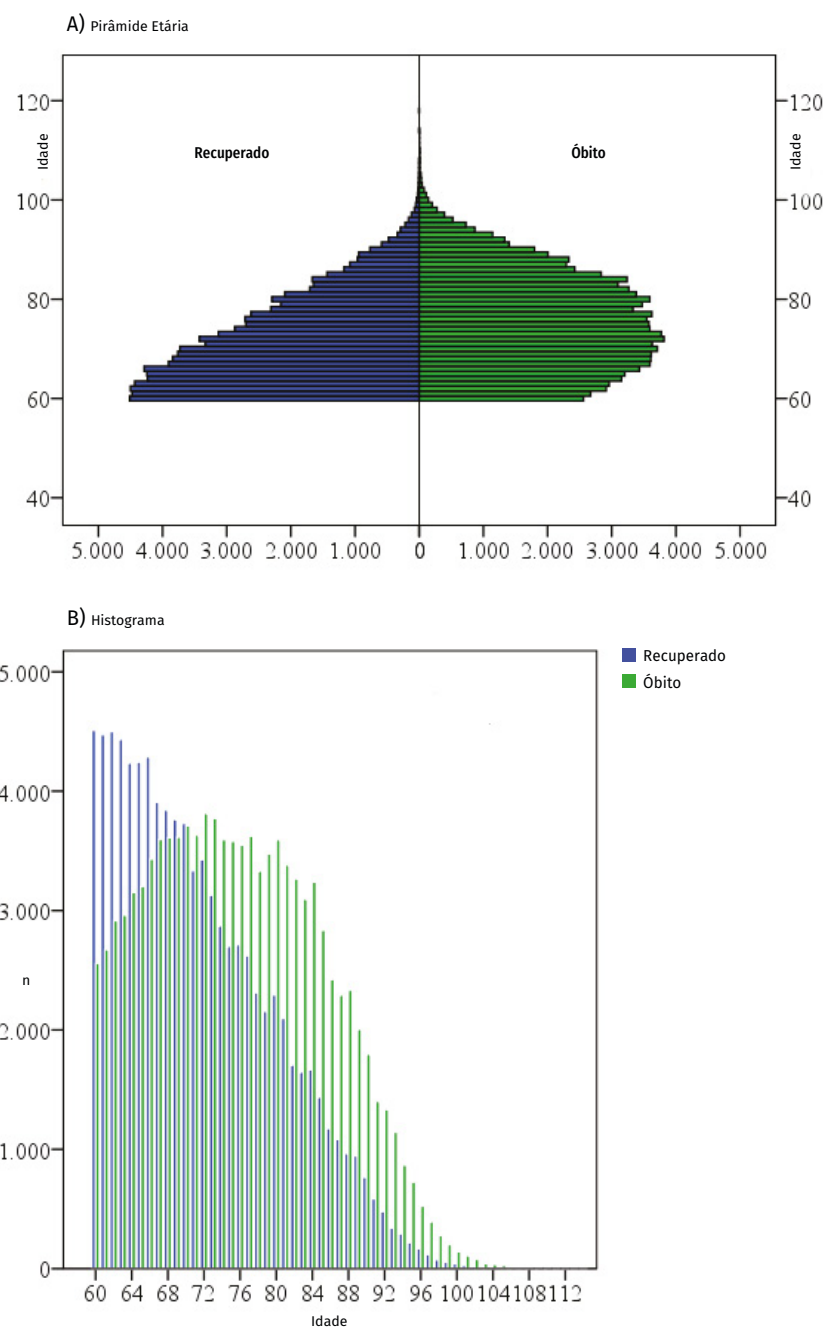 A) Pirâmide Etária
120 120
Idade Idade
Recuperado Óbito
100 100
80 80
60 60
40 40
5.000 4.000 3.000 2.000 1.000 0 1.000 2.000 3.000 4.000 5.000
B) Histograma
Recuperado
Óbito
5.000
4.000
3.000
n
2.000
1.000
0
60 64 68 72 76 80 84 88 92 96 100 104 108 112
Idade